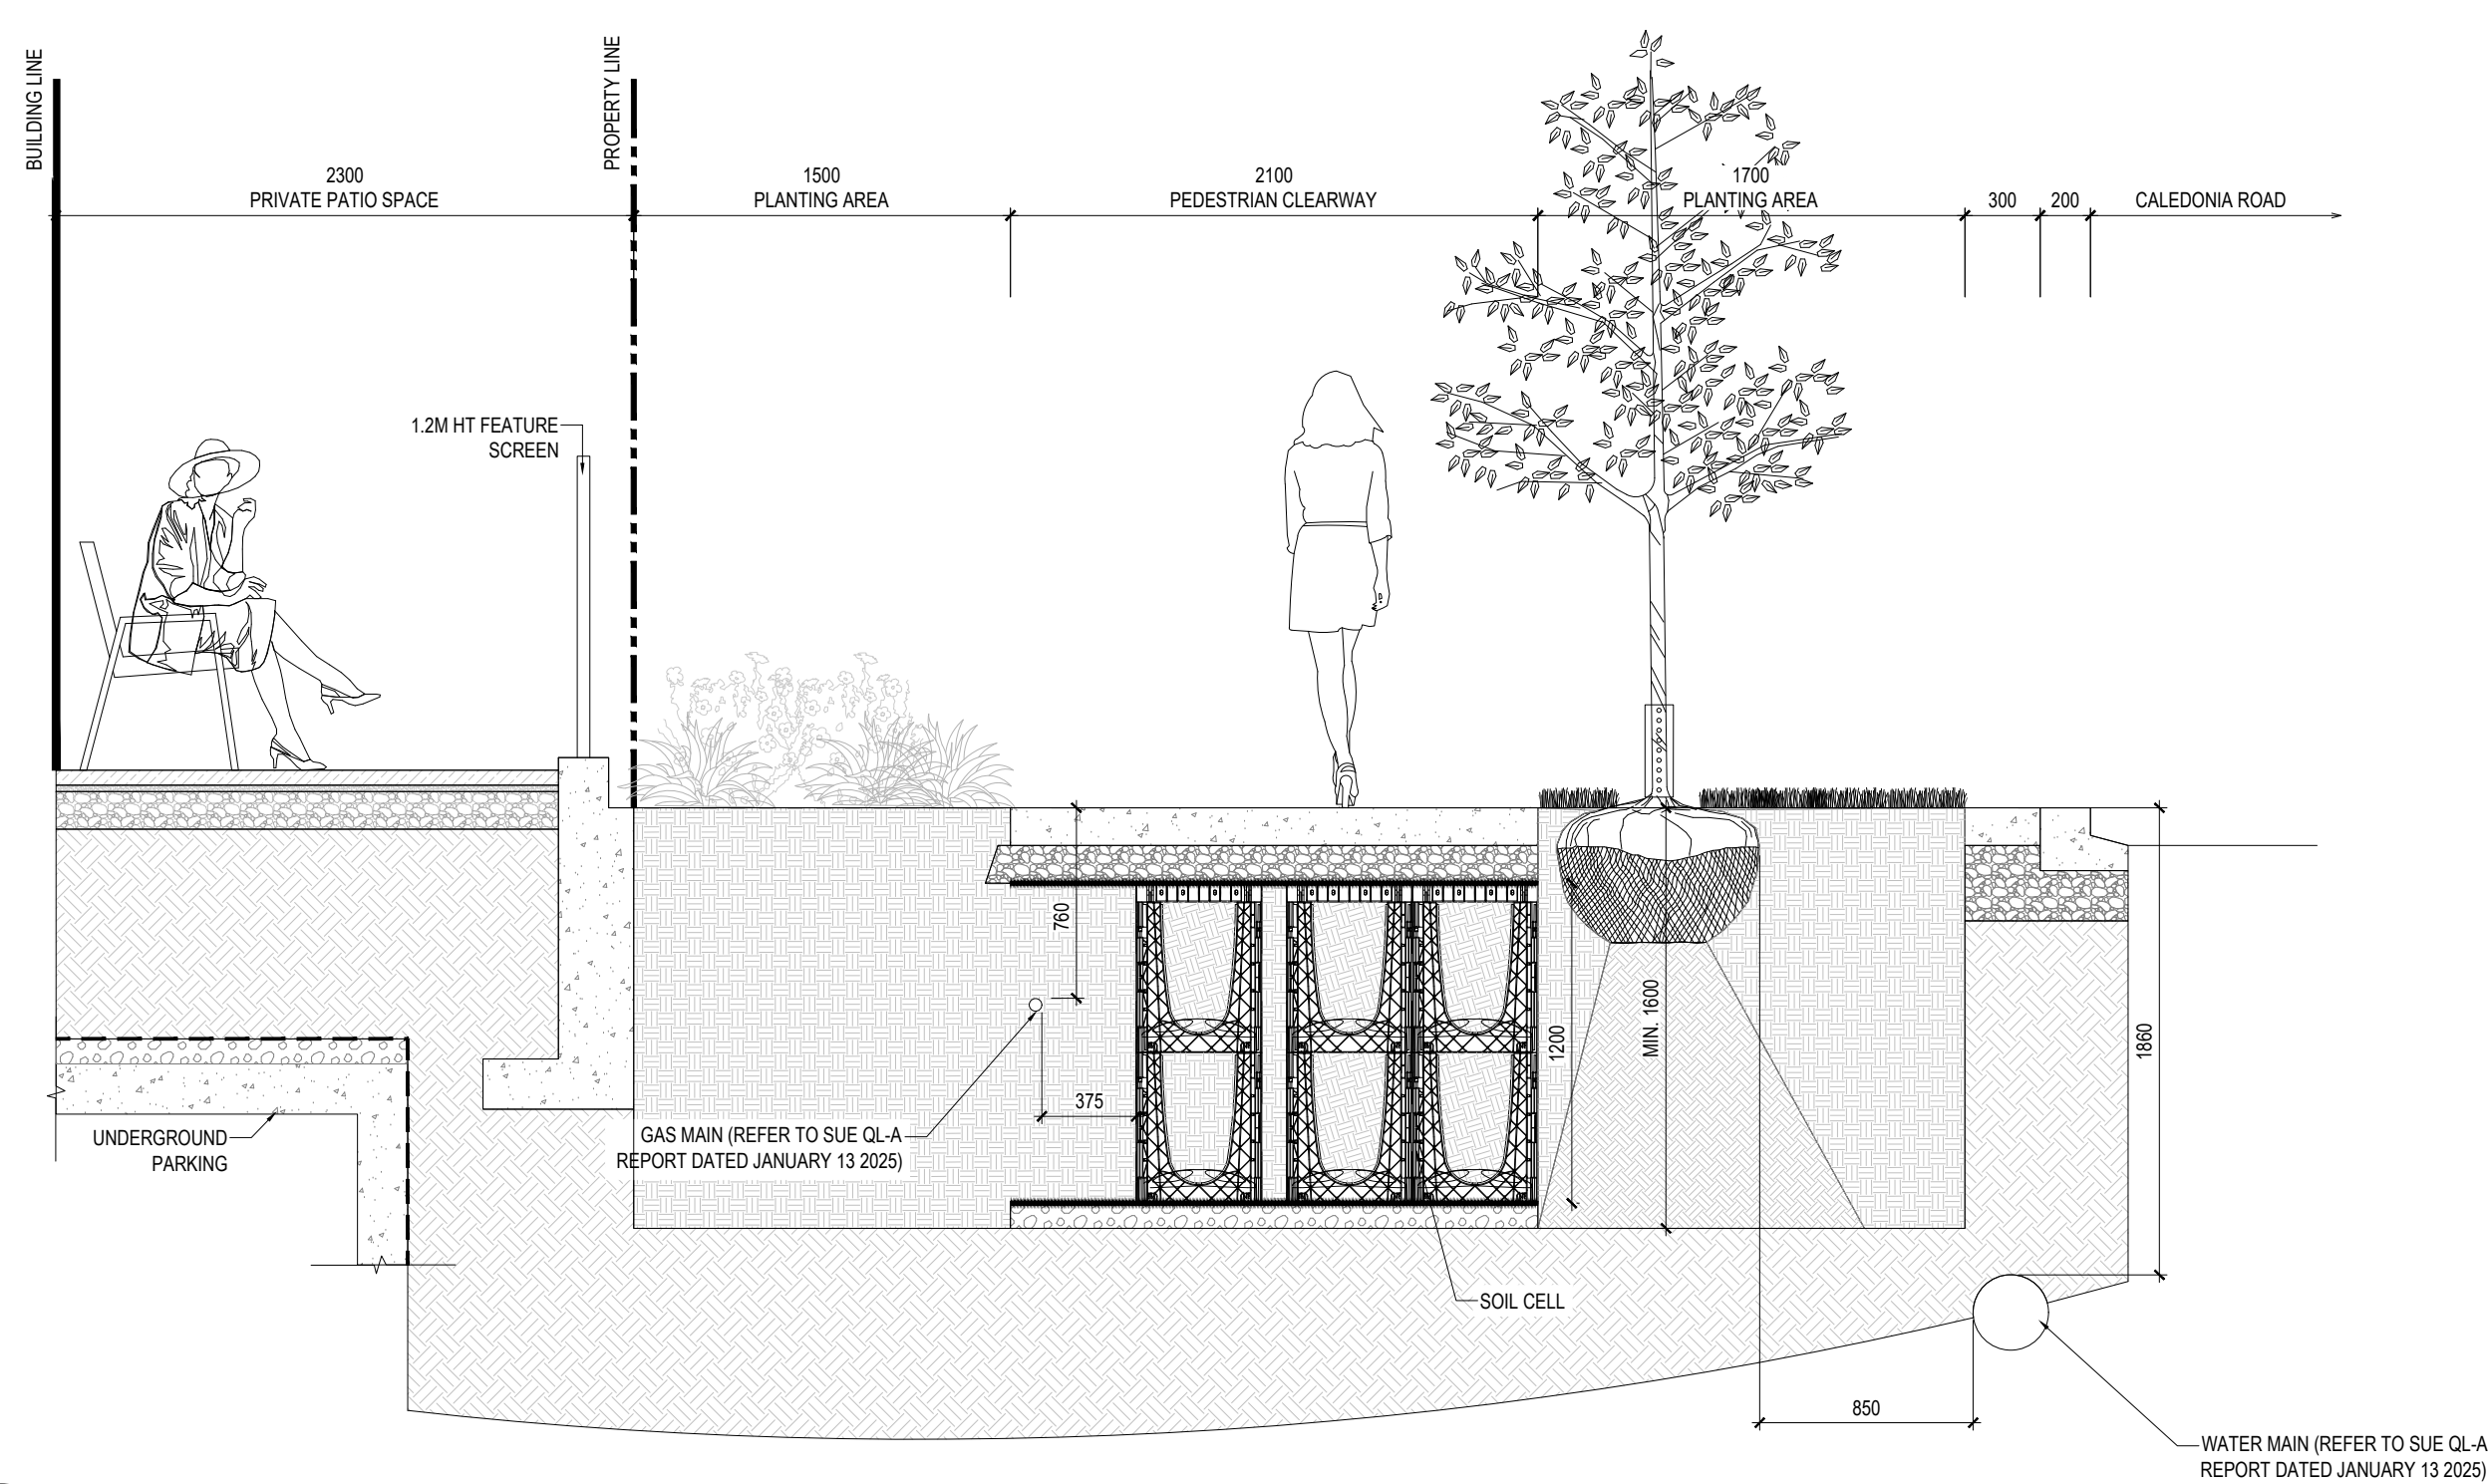 BUILDING LINE
PROPERTY LINE
2300
PRIVATE PATIO SPACE
1500
PLANTING AREA
2100
PEDESTRIAN CLEARWAY
1700
PLANTING AREA
300
200
CALEDONIA ROAD
1.2M HT FEATURE
SCREEN
760
375
1200
MIN. 1600
1860
UNDERGROUND
PARKING
GAS MAIN (REFER TO SUE QL-A
REPORT DATED JANUARY 13 2025)
SOIL CELL
850
WATER MAIN (REFER TO SUE QL-A
REPORT DATED JANUARY 13 2025)